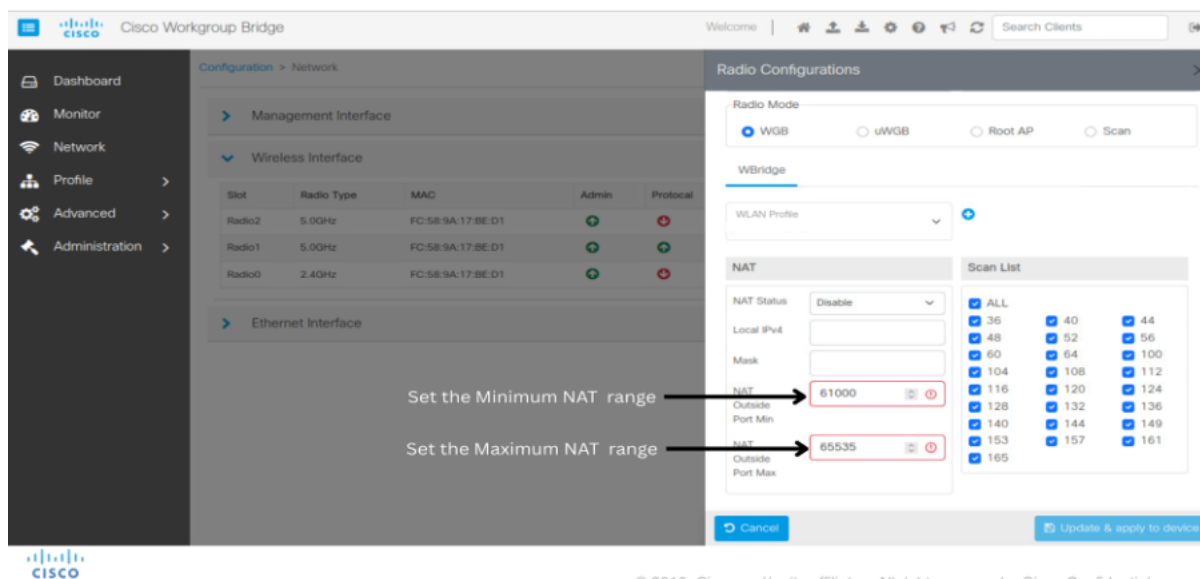 CISCO
Cisco Workgroup Bridge
Welcome
Search Clients
Dashboard
Monitor
Network
Profile
Advanced
Administration
Configuration > Network
Management Interface
Wireless Interface
Slot Radio Type MAC Admin Protocal
Radio2 5.0GHz FC:58:9A:17:BE:D1
Radio1 5.0GHz FC:58:9A:17:BE:D1
Radio0 2.4GHz FC:58:9A:17:BE:D1
Ethernet Interface
Set the Minimum NAT range
Set the Maximum NAT range
Radio Configurations
Radio Mode
WGB uWGB Root AP Scan
WBridge
WLAN Profile
NAT
NAT Status Disable
Local IPv4
Mask
NAT Outside Port Min 61000
NAT Outside Port Max 65535
Scan List
ALL
36 40 44
48 52 56
60 64 100
104 108 112
116 120 124
128 132 136
140 144 149
153 157 161
165
Cancel
Update & apply to device
CISCO